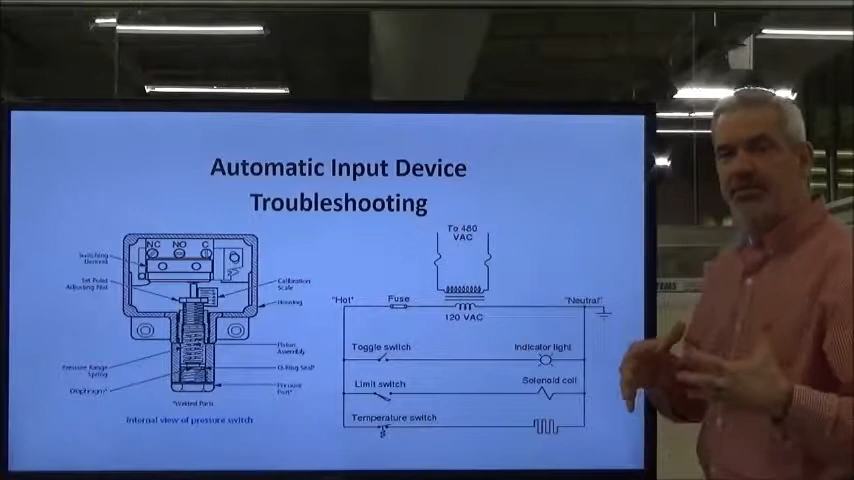 Automatic Input Device
Troubleshooting
NC NO C
Switching
Element
Set Point
Adjusting Nut
Calibration
Scale
Housing
Piston
Assembly
Pressure Range
Spring
O-Ring Seal*
Diaphragm*
Pressure
Port*
*Wetted Parts
Internal view of pressure switch
To 480
VAC
"Hot"
Fuse
"Neutral"
120 VAC
Toggle switch
Indicator light
Limit switch
Solenoid coil
Temperature switch